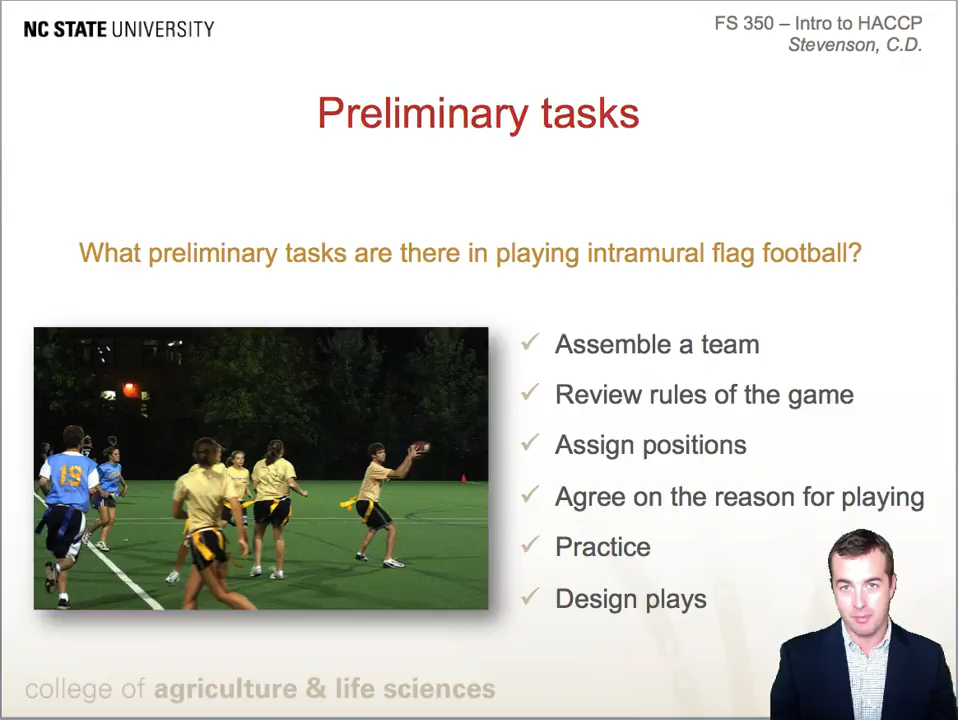 NC STATE UNIVERSITY
FS 350 – Intro to HACCP
Stevenson, C.D.
Preliminary tasks
What preliminary tasks are there in playing intramural flag football?
Assemble a team
Review rules of the game
Assign positions
Agree on the reason for playing
Practice
Design plays
19
college of agriculture & life sciences